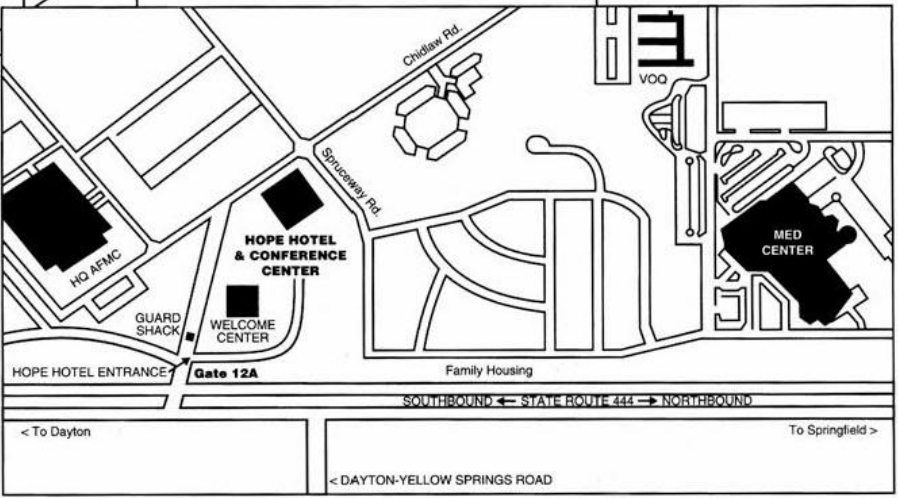 Chidlaw Rd.
VOQ
Spruceway Rd.
HOPE HOTEL
& CONFERENCE
CENTER
MED
CENTER
HQ AFMC
GUARD
SHACK
WELCOME
CENTER
HOPE HOTEL ENTRANCE
Gate 12A
Family Housing
SOUTHBOUND ← STATE ROUTE 444 → NORTHBOUND
< To Dayton
To Springfield >
< DAYTON-YELLOW SPRINGS ROAD